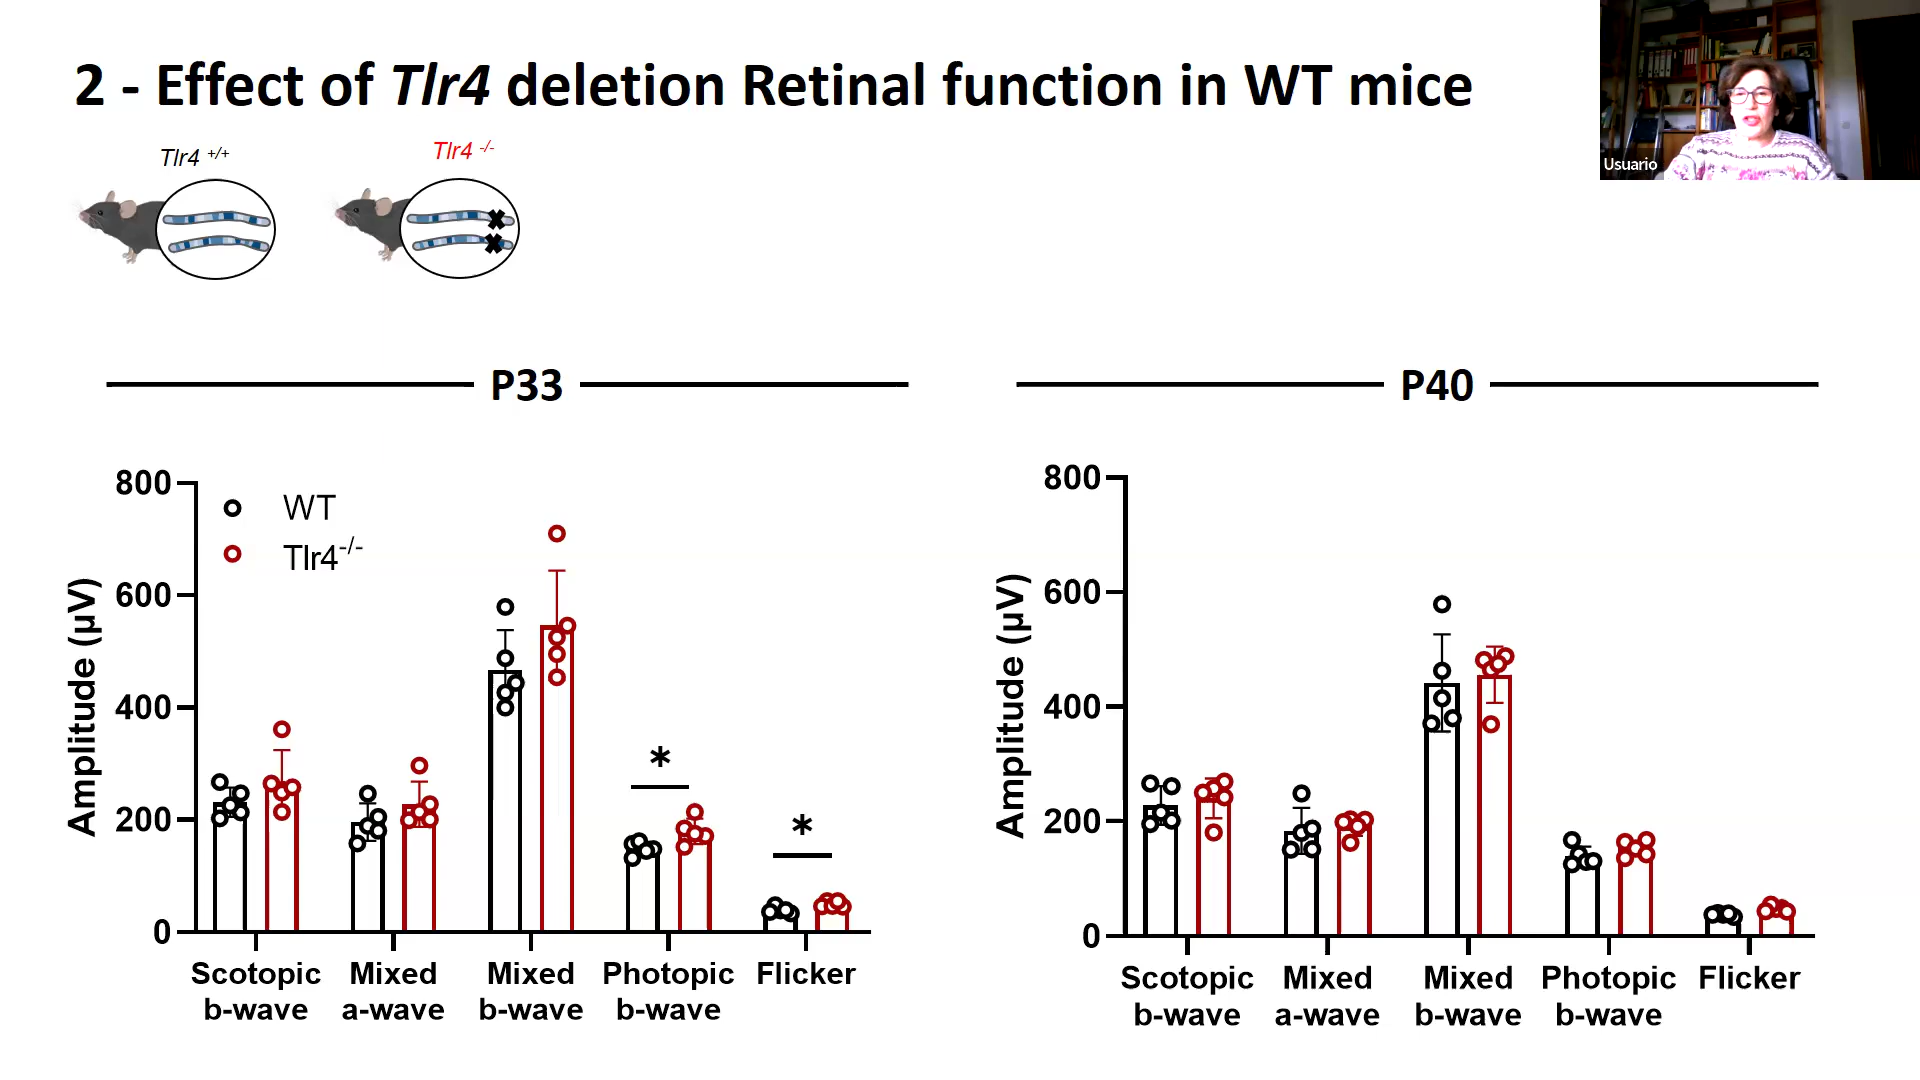 2 - Effect of Tlr4 deletion Retinal function in WT mice
Usuario
Tlr4 +/+
Tlr4 -/-
P33
P40
800
600
400
200
0
Amplitude (µV)
WT
Tlr4-/-
*
*
Scotopic
b-wave
Mixed
a-wave
Mixed
b-wave
Photopic
b-wave
Flicker
800
600
400
200
0
Amplitude (µV)
Scotopic
b-wave
Mixed
a-wave
Mixed
b-wave
Photopic
b-wave
Flicker